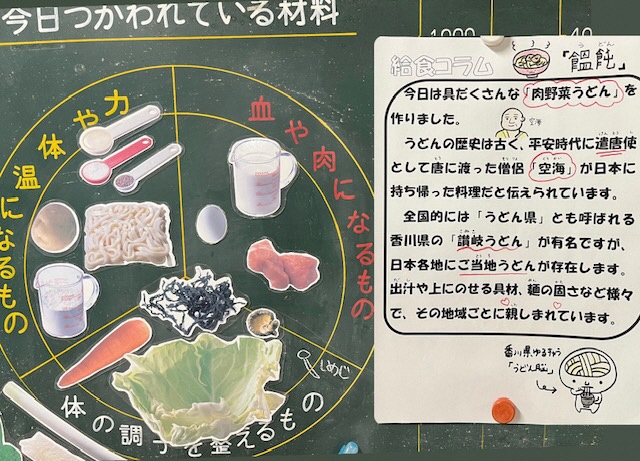 今日つかわれている材料
1000
40
血や肉になるもの
力や体温になるもの
体の調子を整えるもの
しめじ
給食コラム
うどん
「饂飩」
今日は具だくさんな「肉野菜うどん」を
作りました。
空海
うどんの歴史は古く、平安時代に遣唐使
として唐に渡った僧侶「空海」が日本に
持ち帰った料理だと伝えられています。
全国的には「うどん県」とも呼ばれる
香川県の「讃岐うどん」が有名ですが、
日本各地にご当地うどんが存在します。
出汁や上にのせる具材、麺の固さなど様々
で、その地域ごとに親しまれています。
香川県ゆるきゃら
「うどん脳」